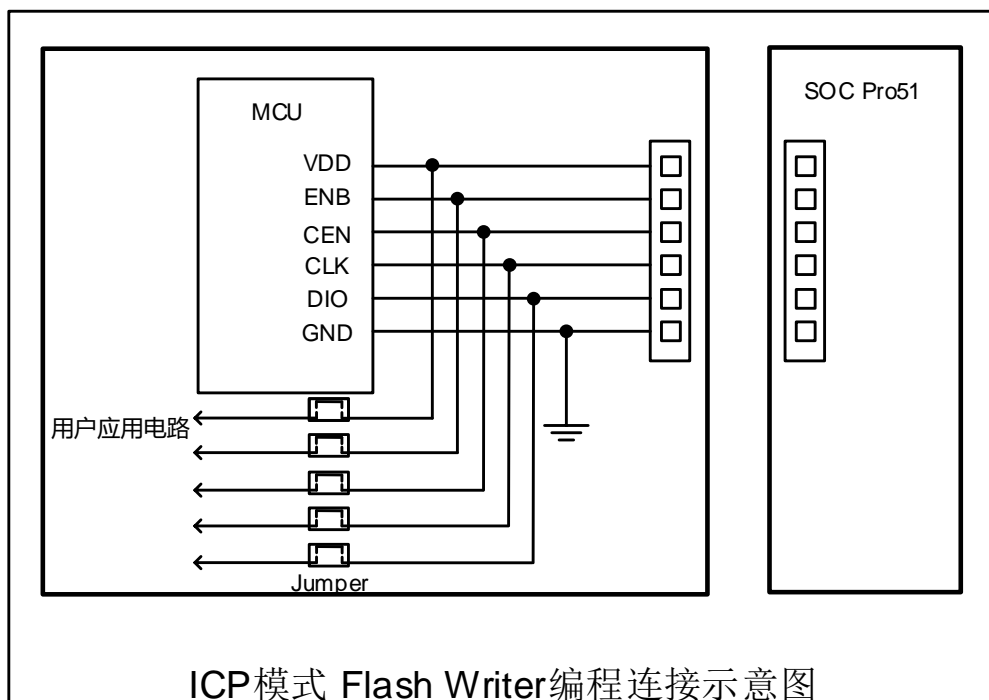 MCU
VDD
ENB
CEN
CLK
DIO
GND
用户应用电路
Jumper
SOC Pro51
ICP模式 Flash Writer编程连接示意图